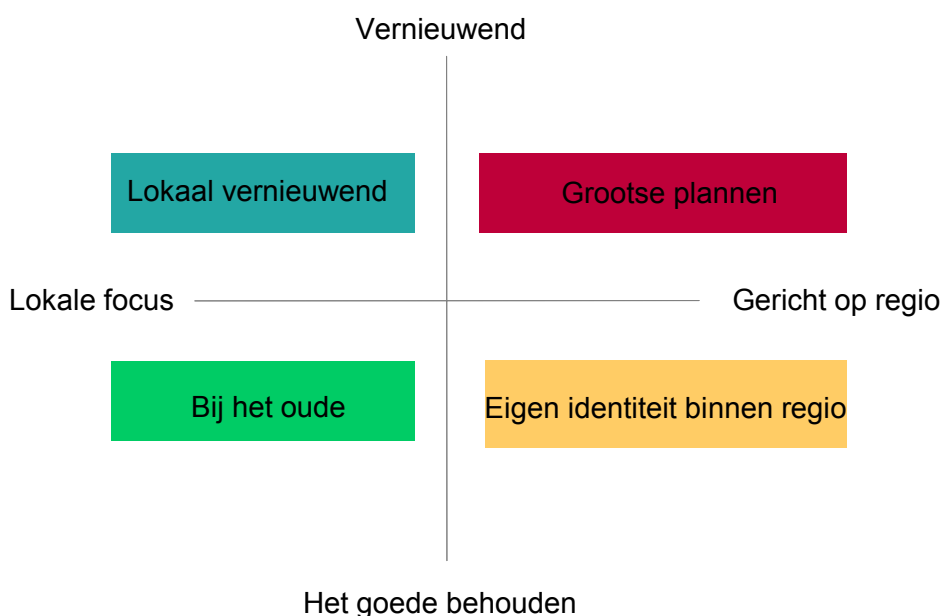 Vernieuwend
Lokaal vernieuwend
Grootse plannen
Lokale focus
Gericht op regio
Bij het oude
Eigen identiteit binnen regio
Het goede behouden